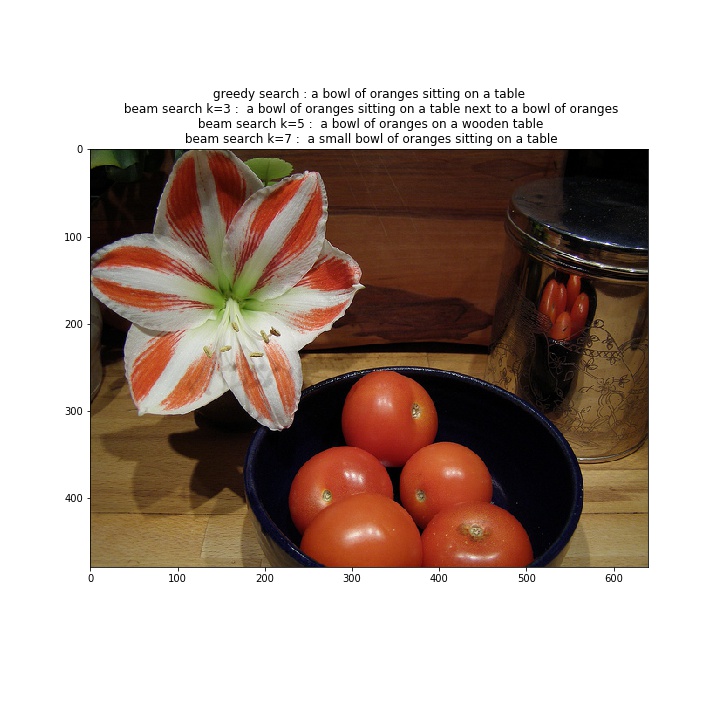 greedy search : a bowl of oranges sitting on a table
beam search k=3 :  a bowl of oranges sitting on a table next to a bowl of oranges
beam search k=5 :  a bowl of oranges on a wooden table
beam search k=7 :  a small bowl of oranges sitting on a table
0
100
200
300
400
0 100 200 300 400 500 600